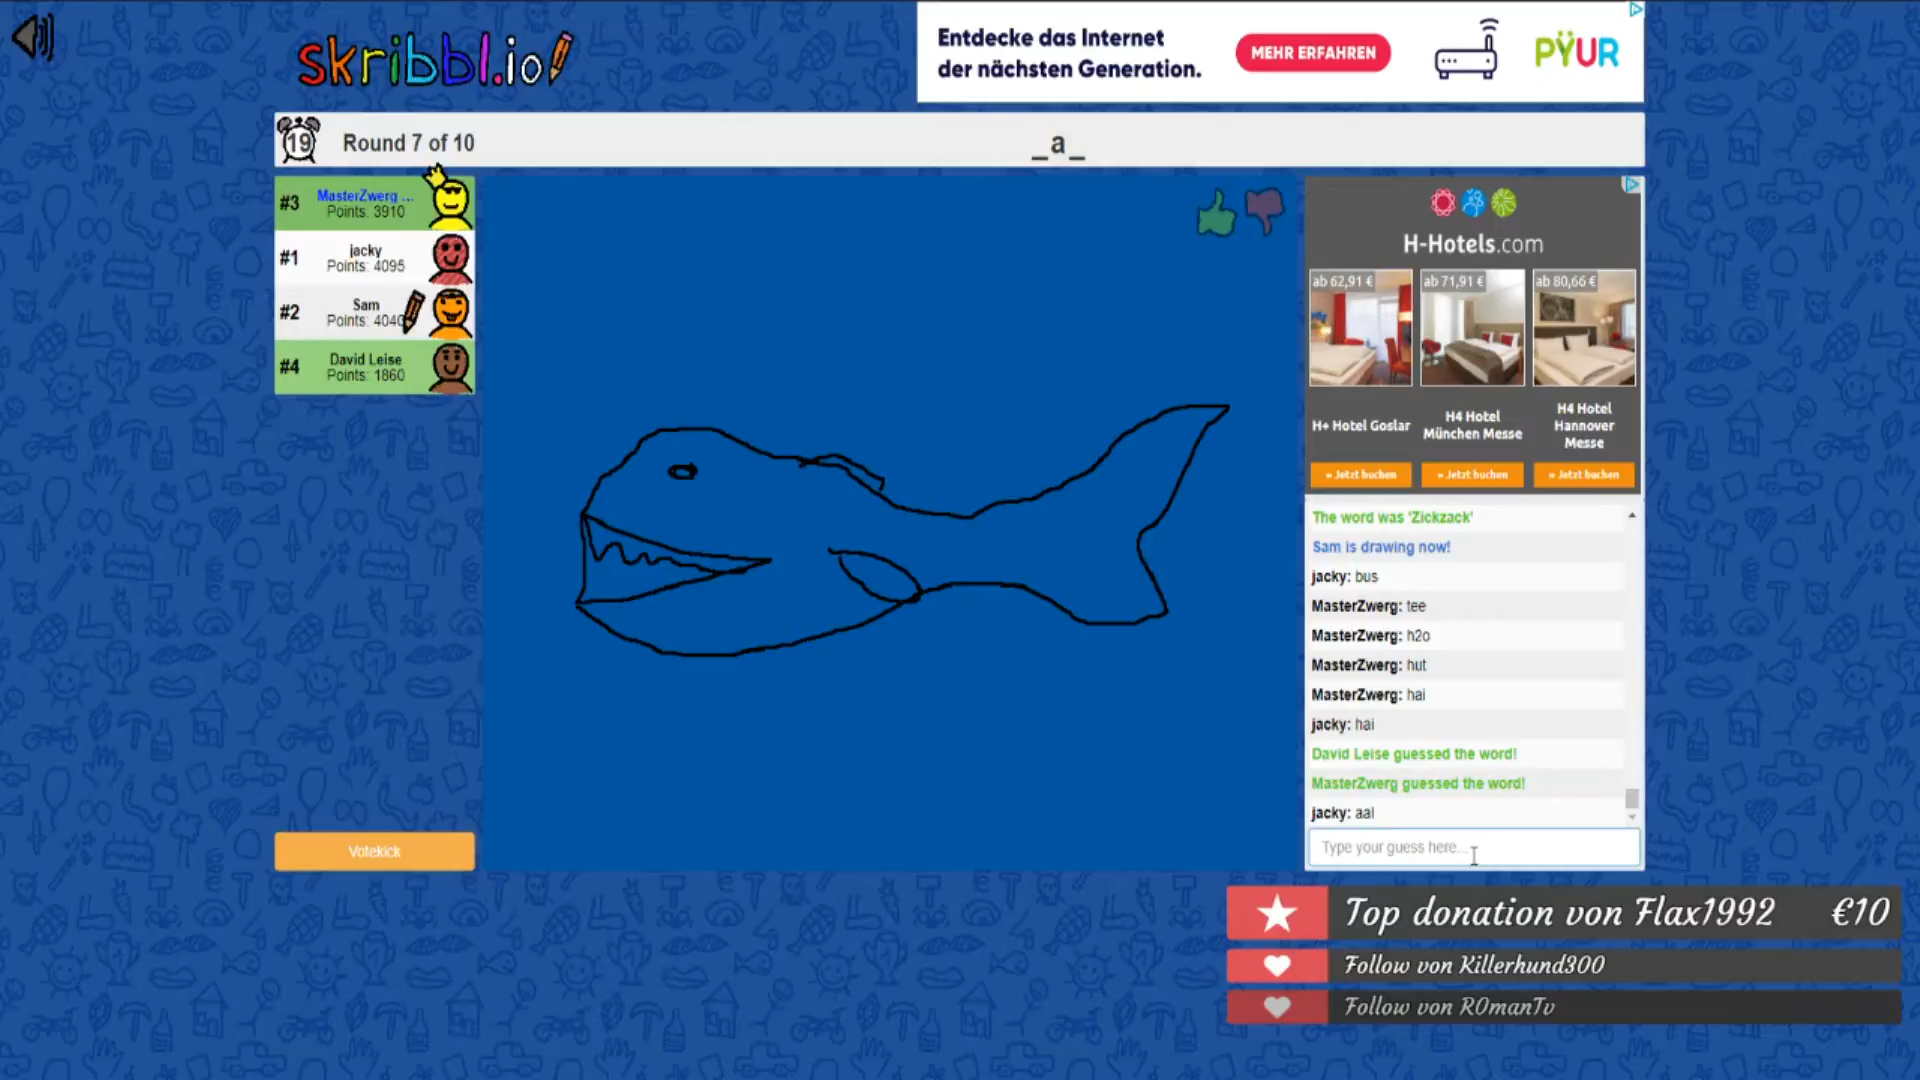 skribbl.io
Entdecke das Internet
der nächsten Generation.
MEHR ERFAHREN
PŸUR
19
Round 7 of 10
_a_
#3
MasterZwerg ...
Points: 3910
#1
jacky
Points: 4095
#2
Sam
Points: 4040
#4
David Leise
Points: 1860
Votekick
H-Hotels.com
ab 62,91 €
ab 71,91 €
ab 80,66 €
H+ Hotel Goslar
H4 Hotel
München Messe
H4 Hotel
Hannover
Messe
» Jetzt buchen
» Jetzt buchen
» Jetzt buchen
The word was 'Zickzack'
Sam is drawing now!
jacky: bus
MasterZwerg: tee
MasterZwerg: h2o
MasterZwerg: hut
MasterZwerg: hai
jacky: hai
David Leise guessed the word!
MasterZwerg guessed the word!
jacky: aal
Type your guess here...
Top donation von Flax1992 €10
Follow von Killerhund300
Follow von R0manTv